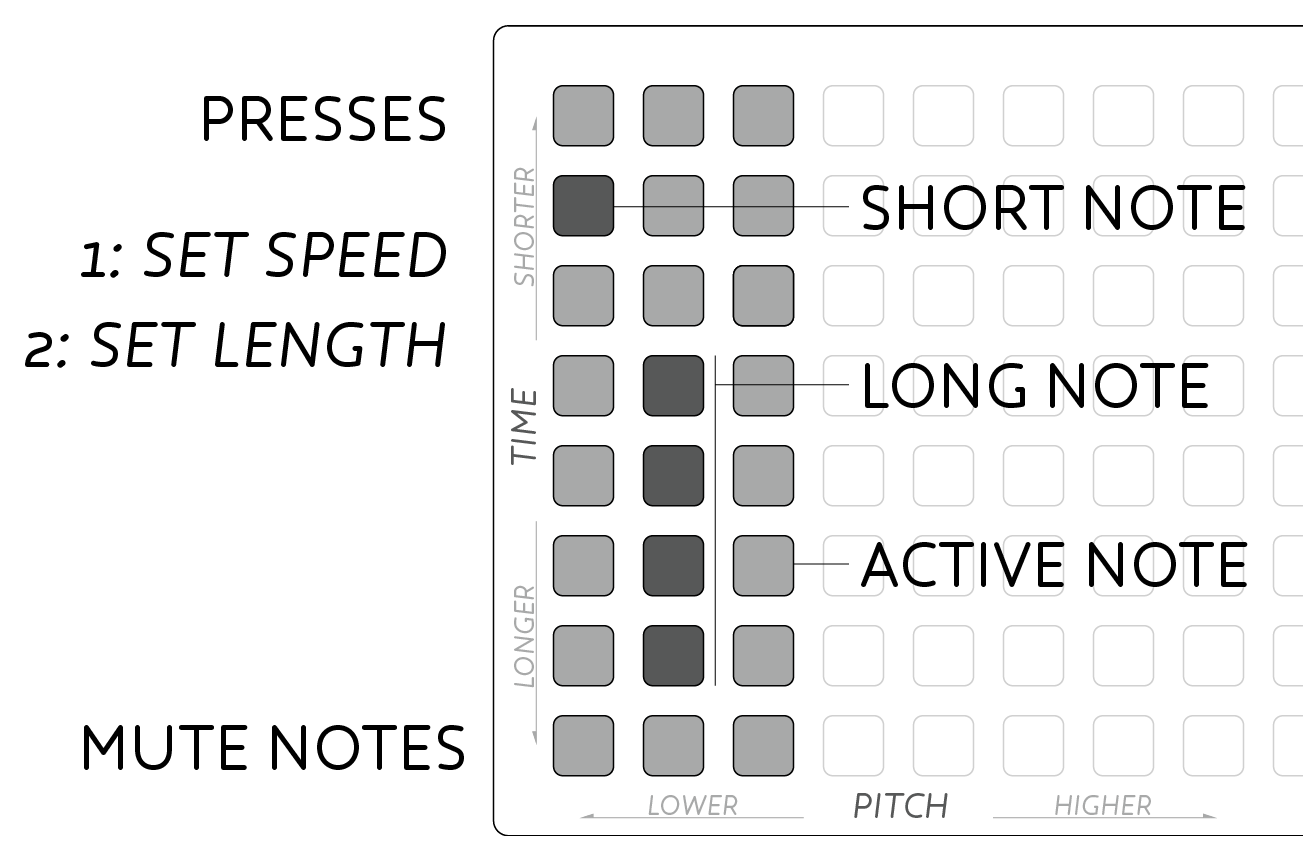 PRESSES
1: SET SPEED
2: SET LENGTH
MUTE NOTES
SHORTER
TIME
LONGER
SHORT NOTE
LONG NOTE
ACTIVE NOTE
LOWER
PITCH
HIGHER